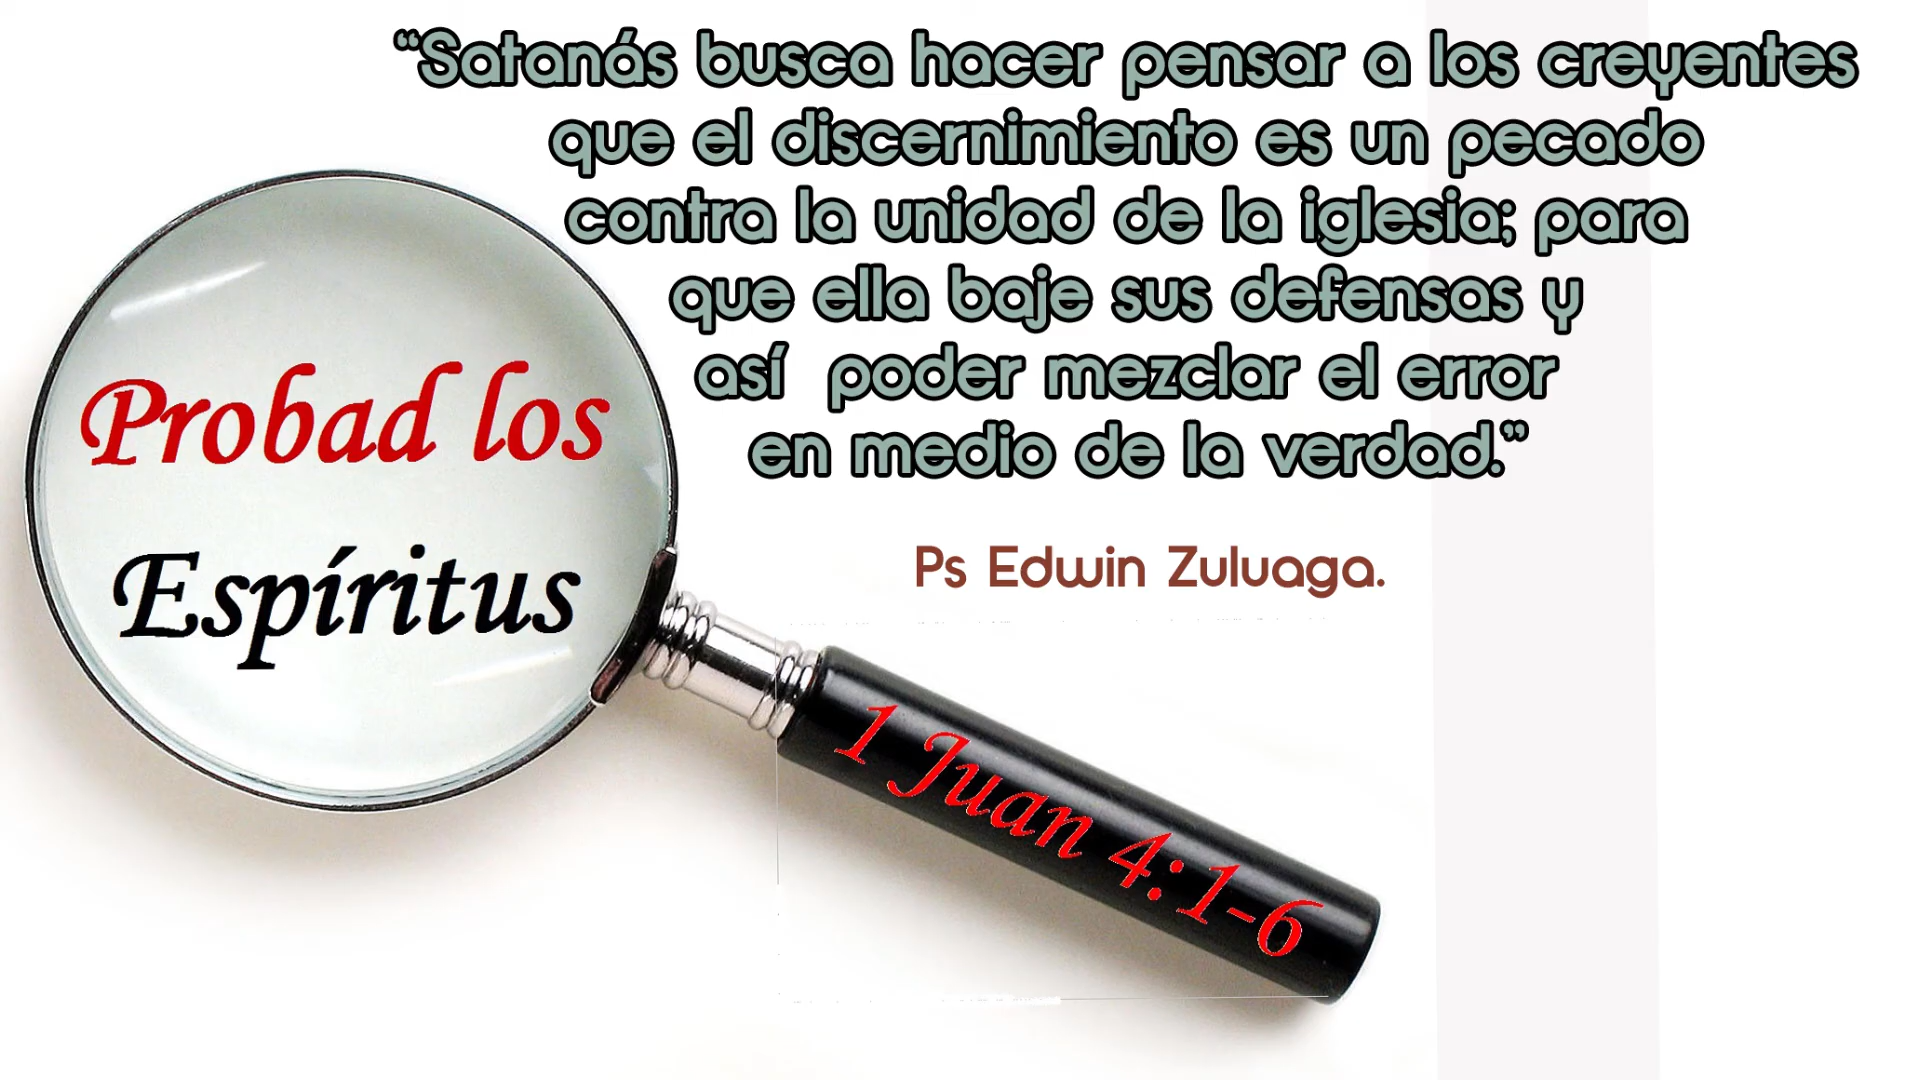 “Satanás busca hacer pensar a los creyentes
que el discernimiento es un pecado
contra la unidad de la iglesia; para
que ella baje sus defensas y
así poder mezclar el error
en medio de la verdad.”
Ps Edwin Zuluaga.
Probad los
Espíritus
1 Juan 4:1-6